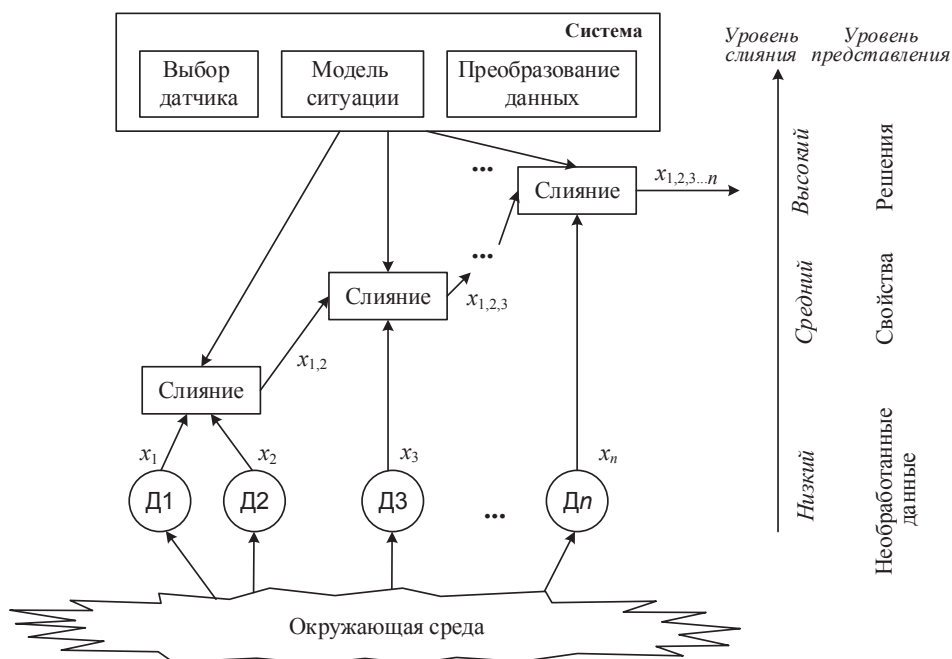 Система
Выбор
датчика
Модель
ситуации
Преобразование
данных
Уровень
слияния
Уровень
представления
...
Слияние
x1,2,3...n
...
Слияние
x1,2,3
x1,2
Слияние
x1
x2
x3
xn
Д1
Д2
Д3
...
Дn
Окружающая среда
Высокий
Решения
Средний
Свойства
Низкий
Необработанные
данные